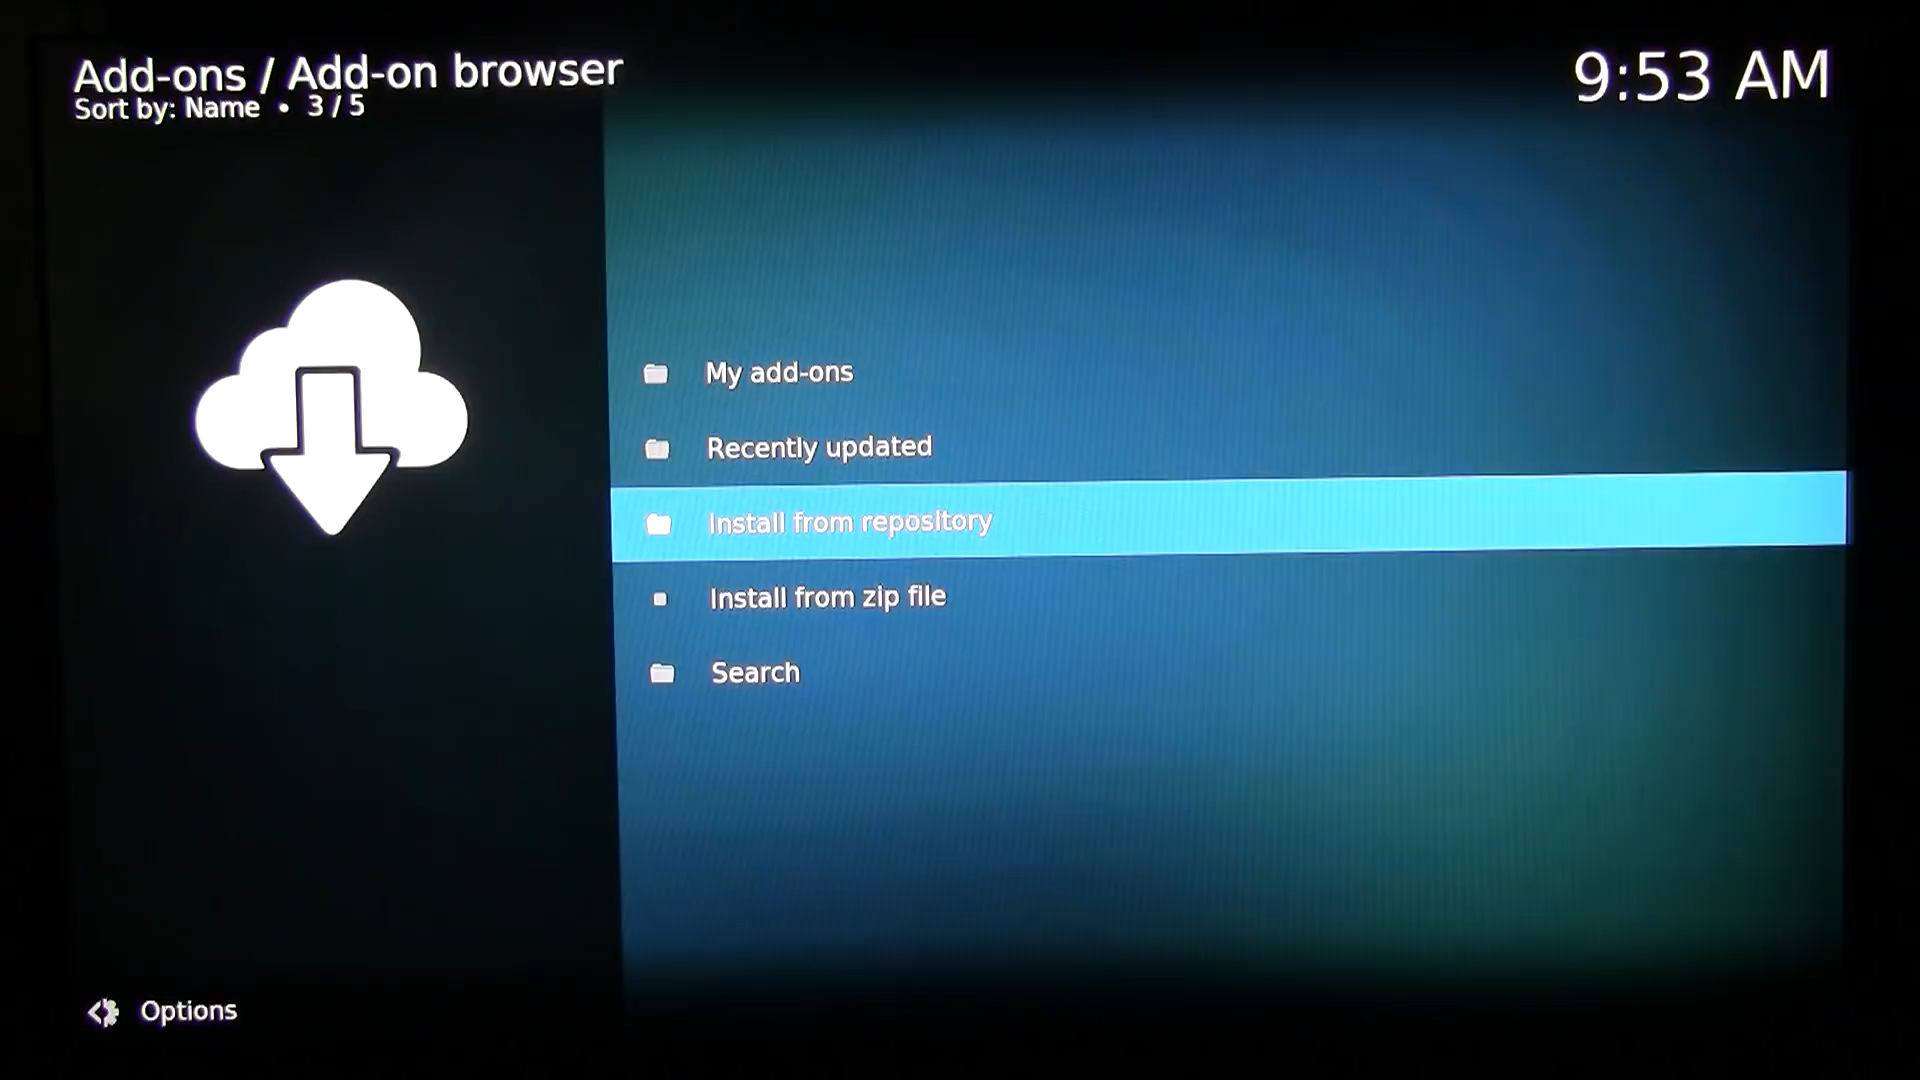 Add-ons / Add-on browser
Sort by: Name • 3 / 5
9:53 AM
My add-ons
Recently updated
Install from repository
Install from zip file
Search
Options